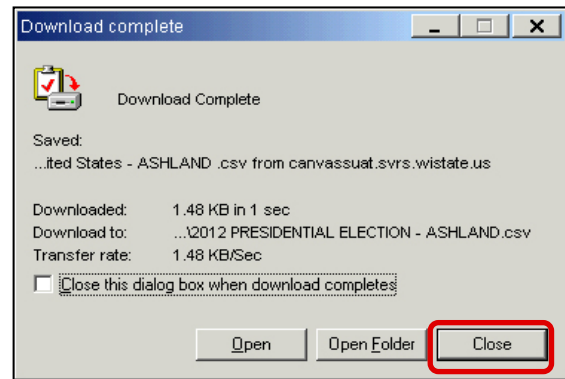 Download complete
Download Complete
Saved:
...ited States - ASHLAND .csv from canvassuat.svrs.wistate.us
Downloaded: 1.48 KB in 1 sec
Download to: ...\2012 PRESIDENTIAL ELECTION - ASHLAND.csv
Transfer rate: 1.48 KB/Sec
Close this dialog box when download completes
Open Open Folder Close